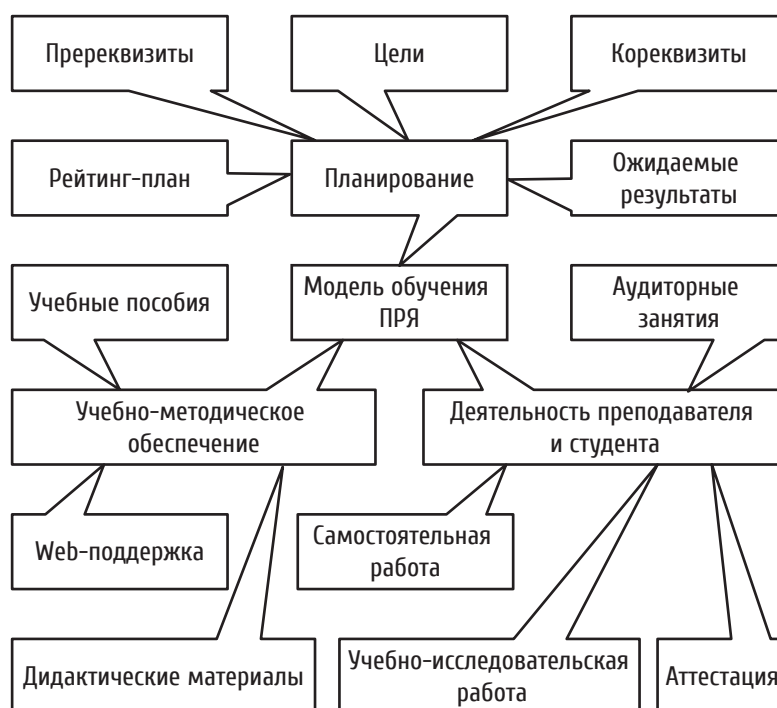 Пререквизиты
Цели
Кореквизиты
Рейтинг-план
Планирование
Ожидаемые
результаты
Учебные пособия
Модель обучения
ПРЯ
Аудиторные
занятия
Учебно-методическое
обеспечение
Деятельность преподавателя
и студента
Web-поддержка
Самостоятельная
работа
Дидактические материалы
Учебно-исследовательская
работа
Аттестация